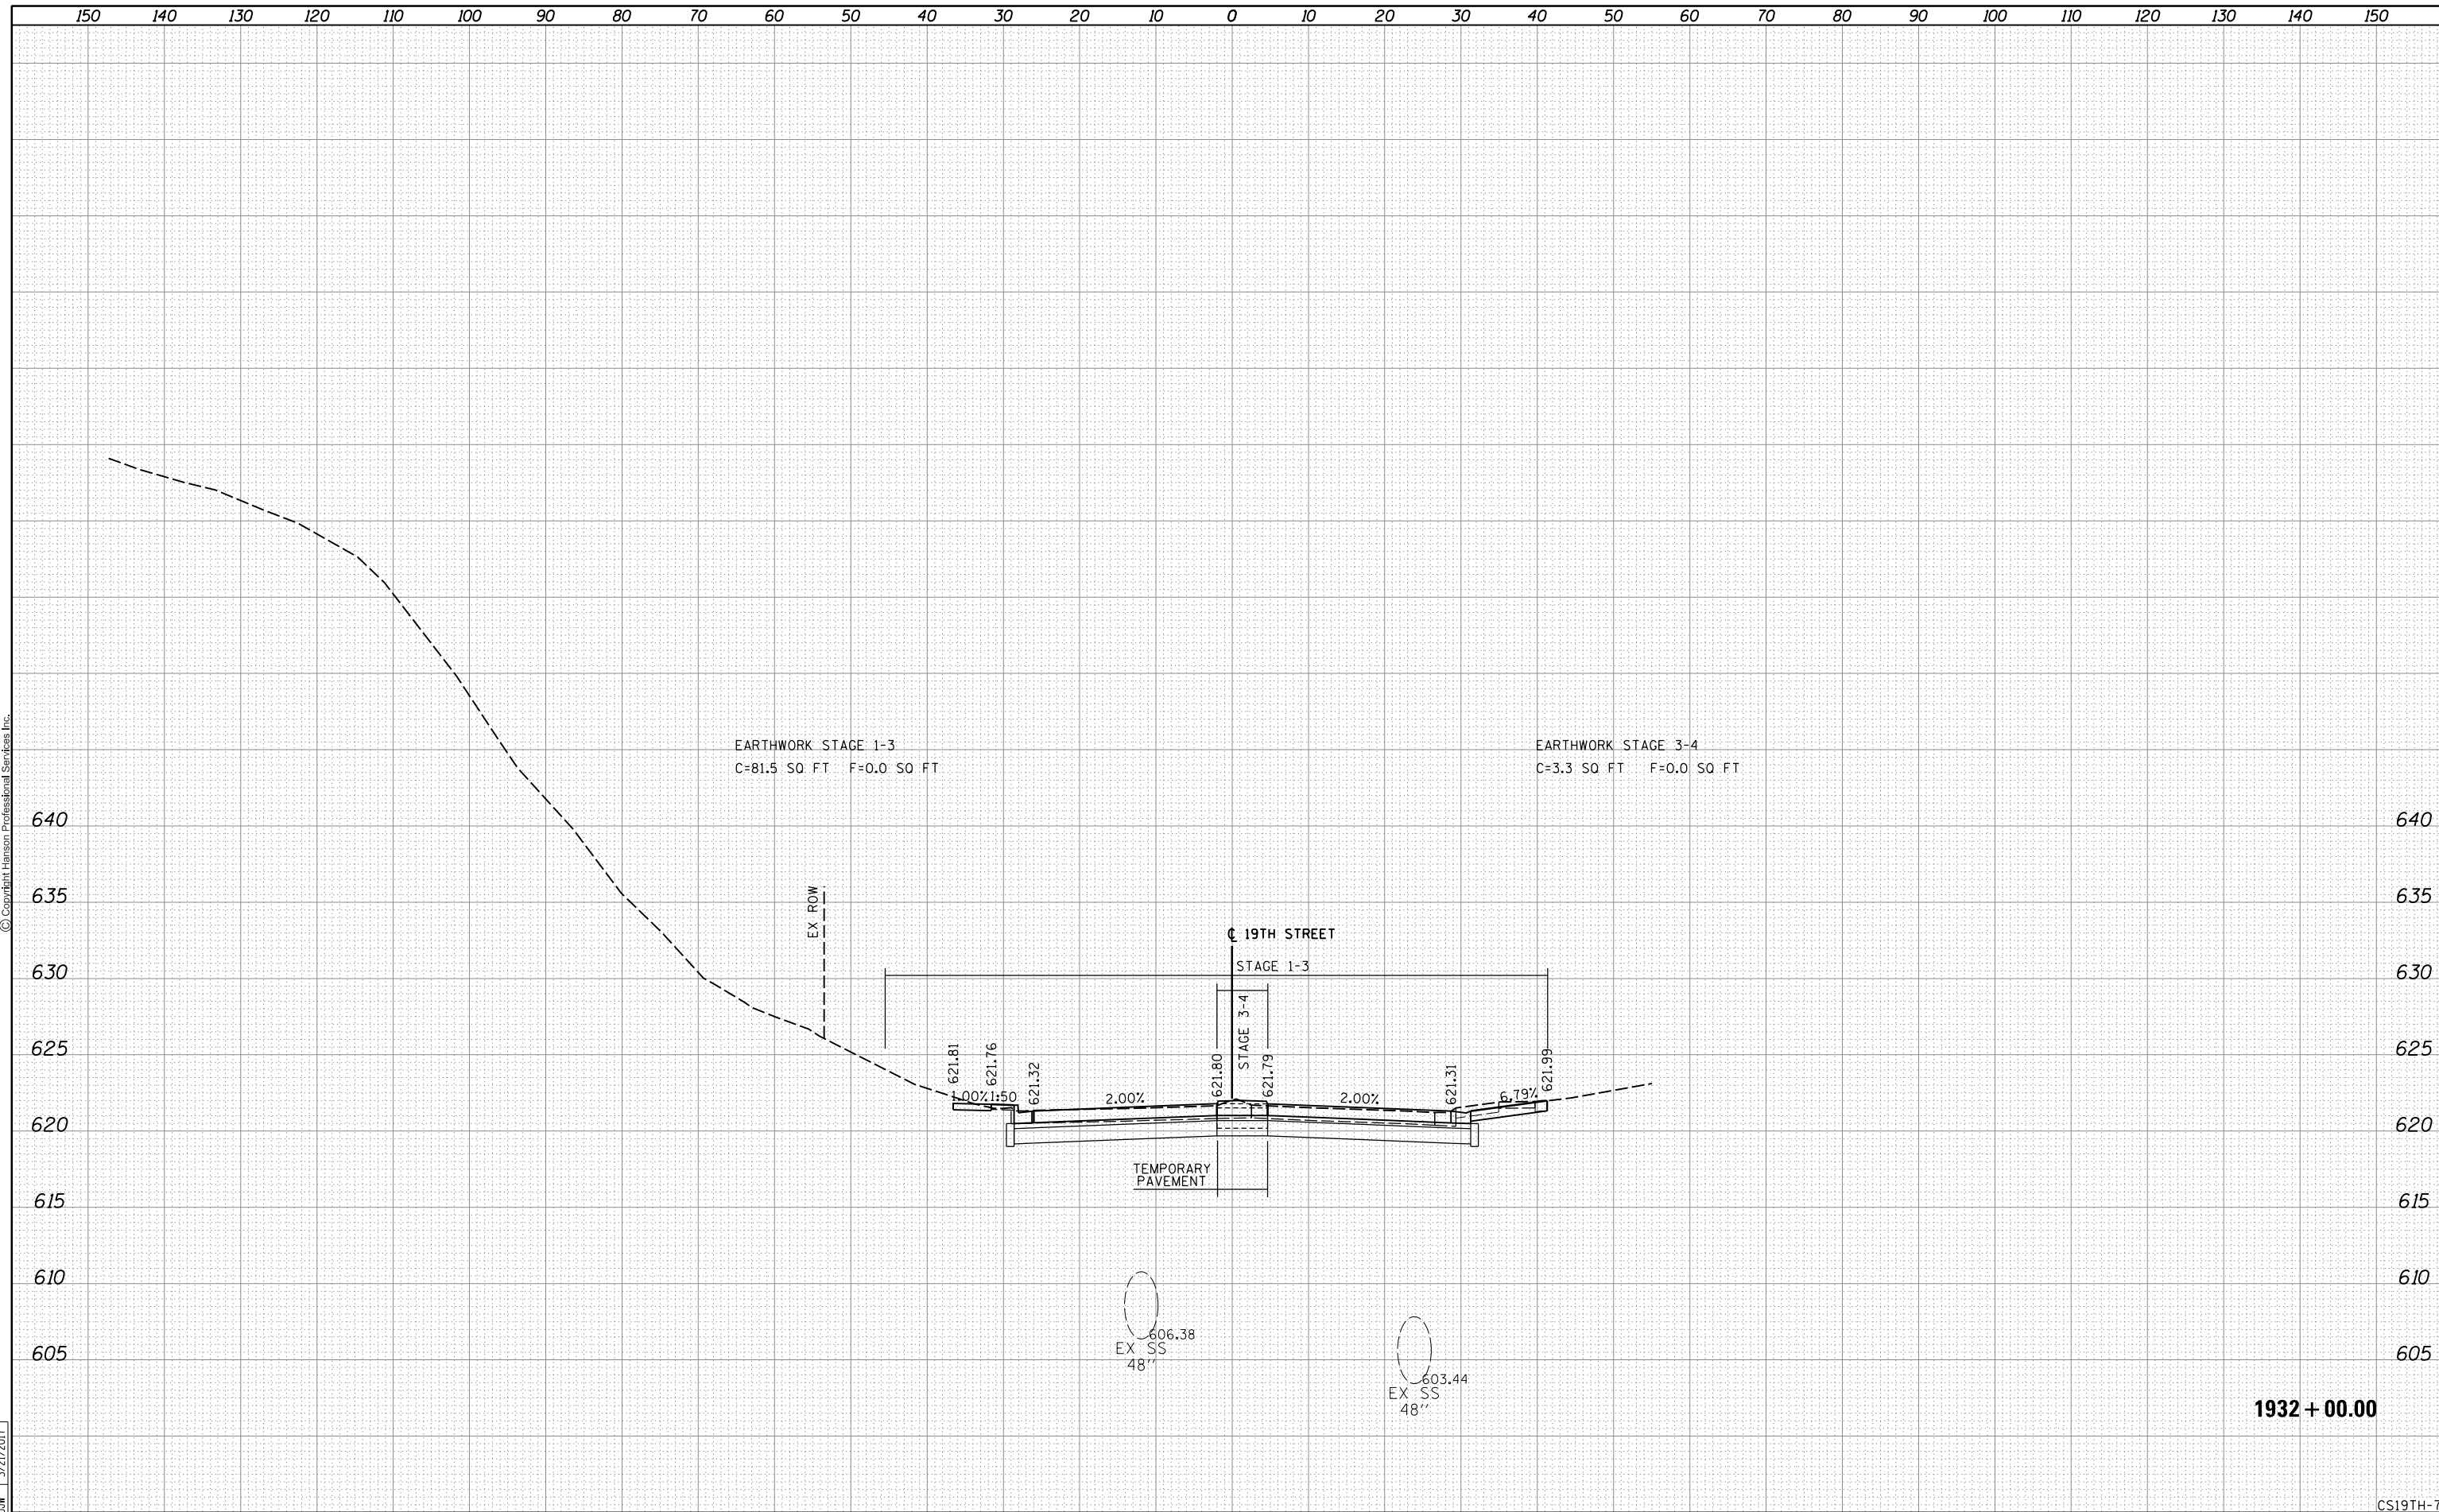 150 140 130 120 110 100 90 80 70 60 50 40 30 20 10 0 10 20 30 40 50 60 70 80 90 100 110 120 130 140 150
EARTHWORK STAGE 1-3
C=81.5 SQ FT F=0.0 SQ FT
EARTHWORK STAGE 3-4
C=3.3 SQ FT F=0.0 SQ FT
640 640
635 635
EX ROW
℄ 19TH STREET
630 630
STAGE 1-3
STAGE 3-4
625 625
621.81
621.76
621.32
621.80
621.79
621.31
621.99
1.00% 1:50
2.00%
2.00%
6.79%
620 620
TEMPORARY
PAVEMENT
615 615
610 610
606.38
EX SS
48''
605 605
603.44
EX SS
48''
1932+00.00
© Copyright Hanson Professional Services Inc.
CS19TH-7